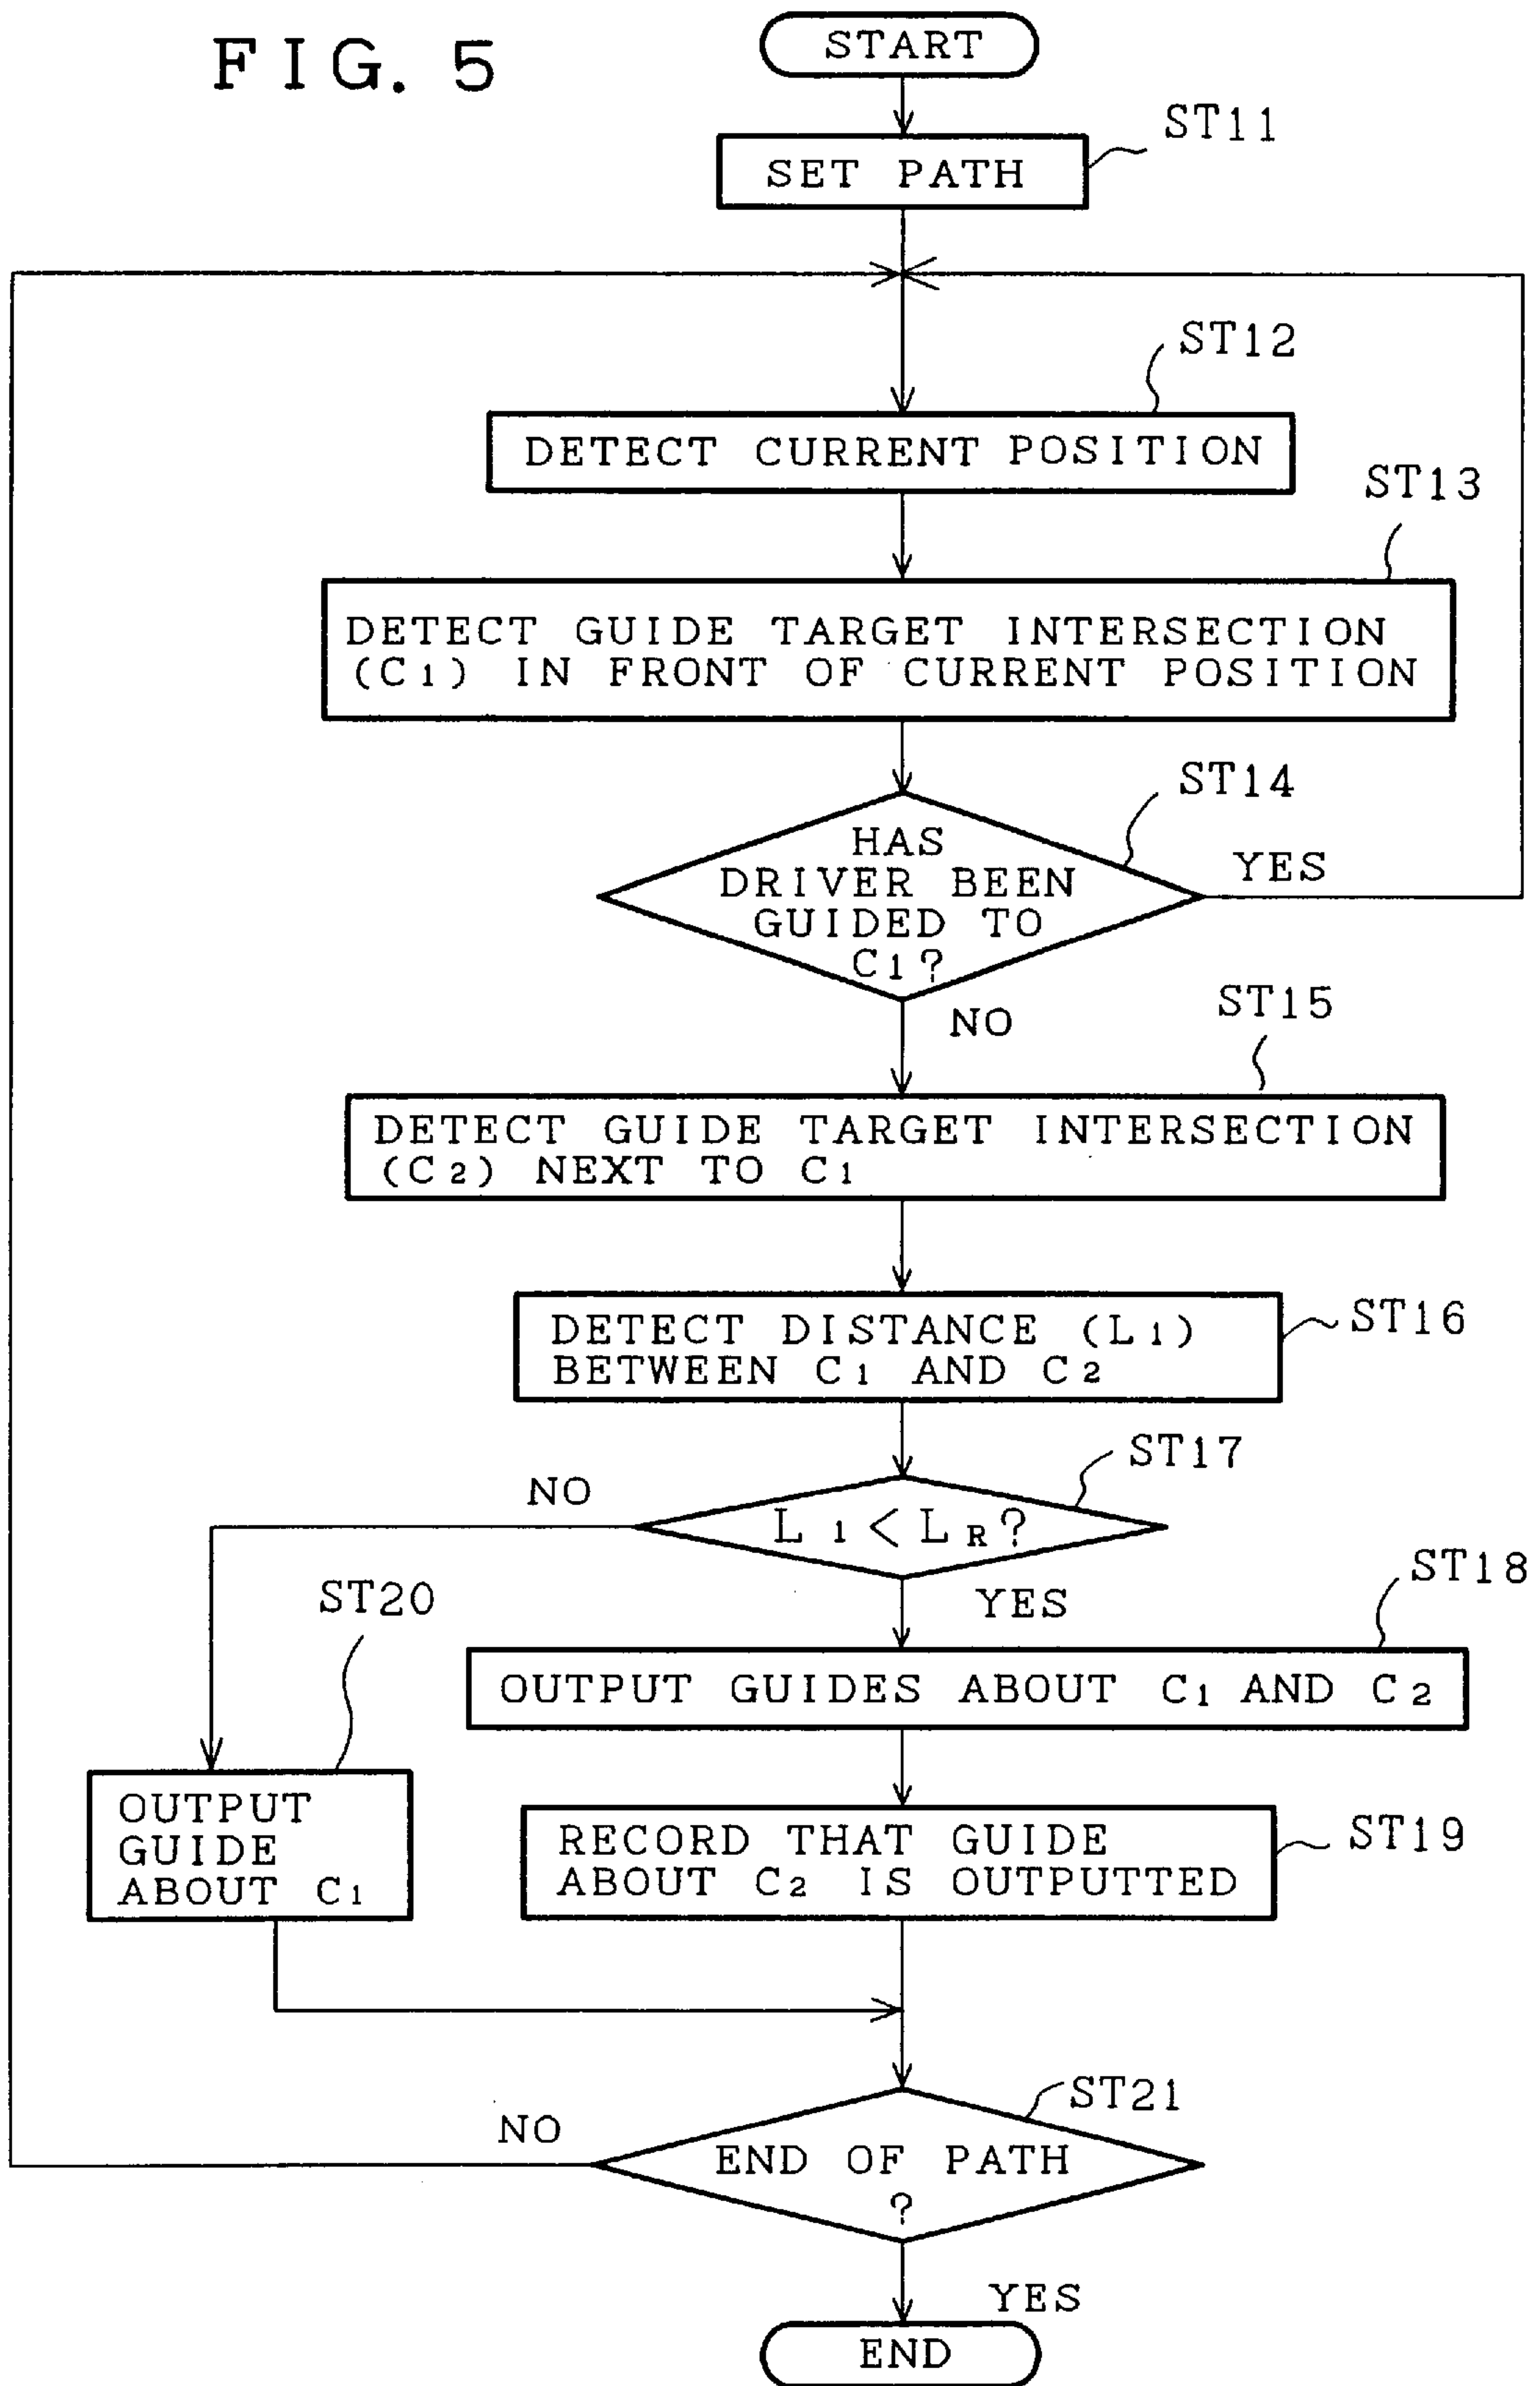 FIG. 5
START
ST11
SET PATH
ST12
DETECT CURRENT POSITION
ST13
DETECT GUIDE TARGET INTERSECTION
(C1) IN FRONT OF CURRENT POSITION
ST14
HAS
DRIVER BEEN
GUIDED TO
C1?
YES
NO
ST15
DETECT GUIDE TARGET INTERSECTION
(C2) NEXT TO C1
ST16
DETECT DISTANCE (L1)
BETWEEN C1 AND C2
ST17
NO
L1<LR?
YES
ST18
OUTPUT GUIDES ABOUT C1 AND C2
ST20
OUTPUT
GUIDE
ABOUT C1
ST19
RECORD THAT GUIDE
ABOUT C2 IS OUTPUTTED
ST21
NO
END OF PATH
?
YES
END